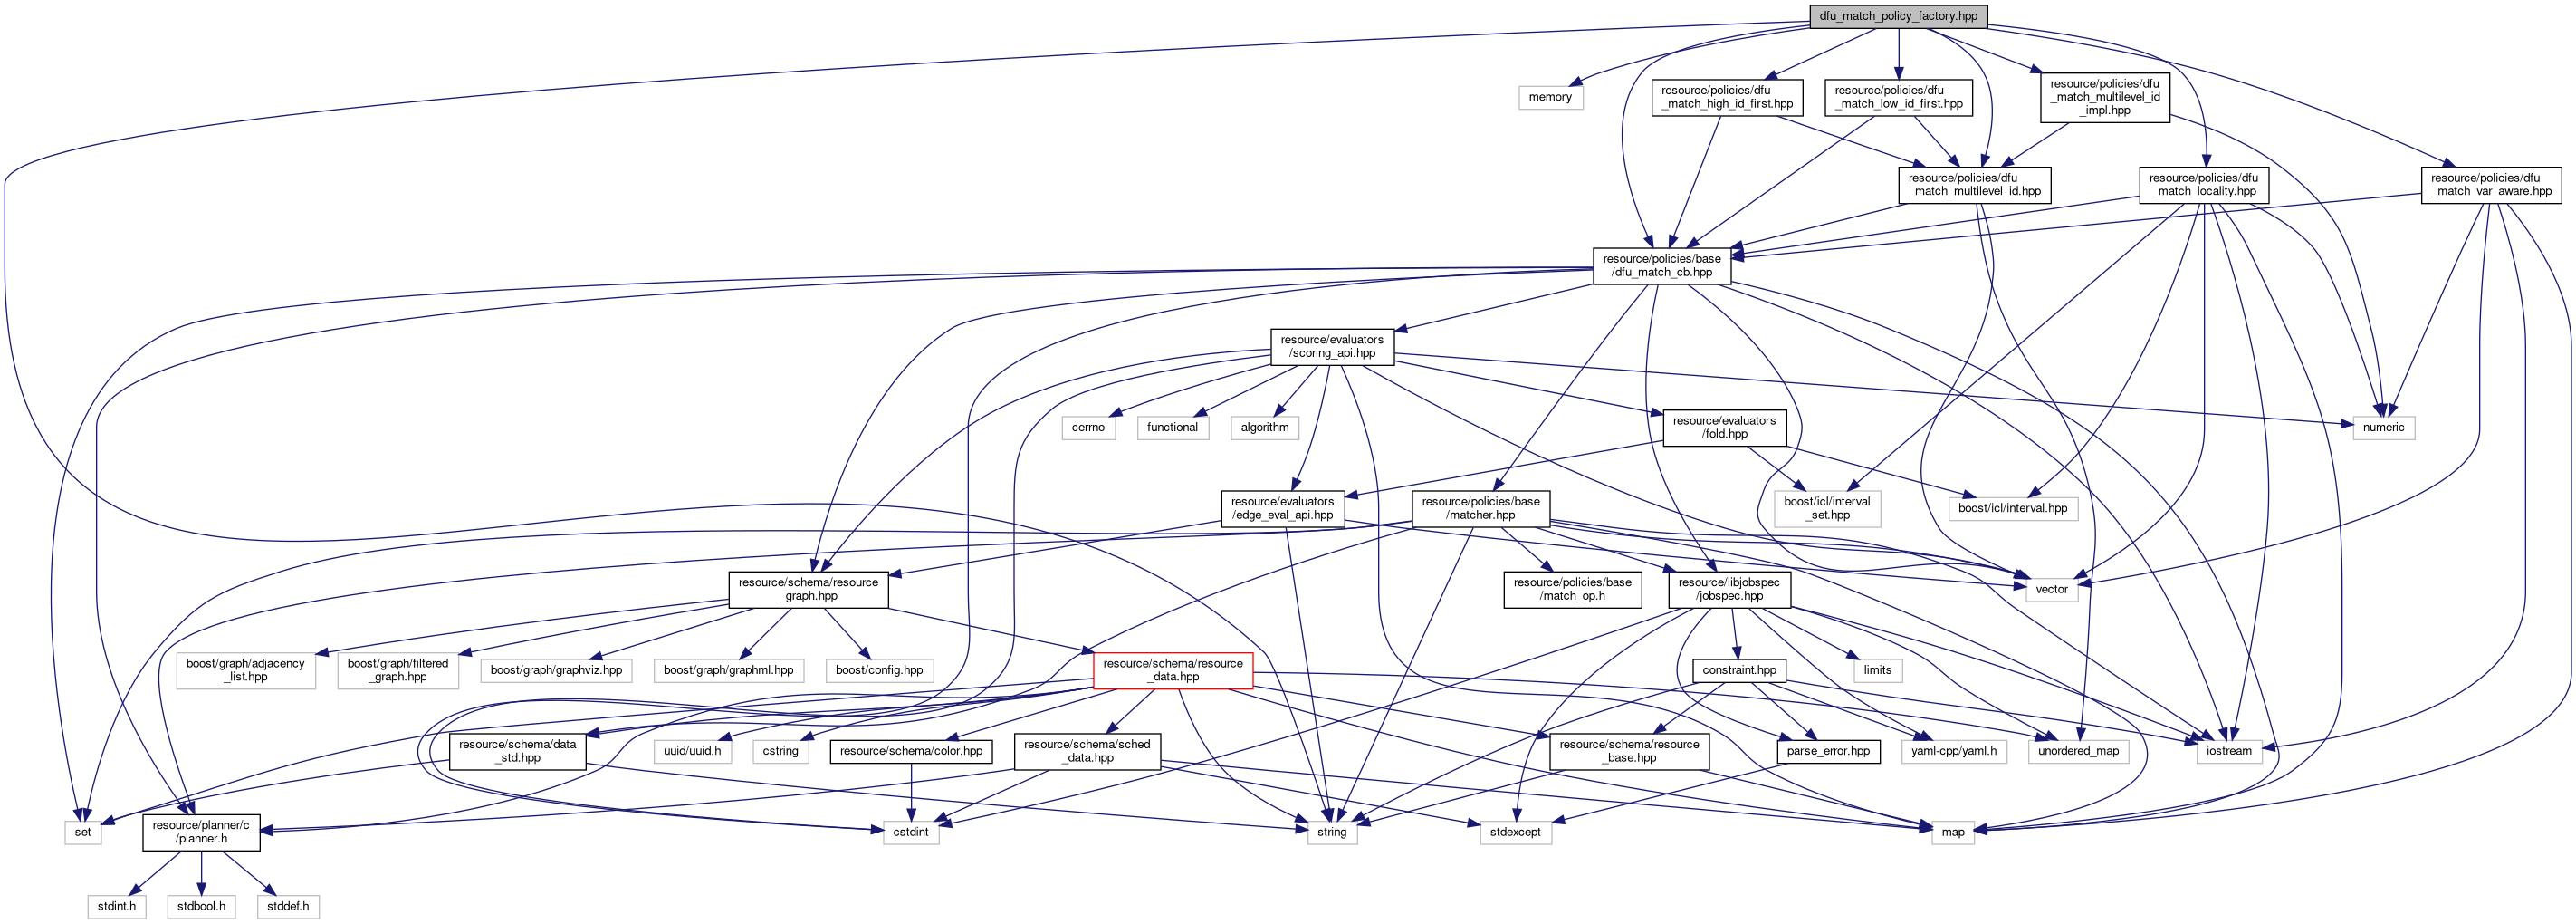 dfu_match_policy_factory.hpp
memory
resource/policies/dfu
_match_high_id_first.hpp
resource/policies/dfu
_match_low_id_first.hpp
resource/policies/dfu
_match_multilevel_id
_impl.hpp
resource/policies/dfu
_match_multilevel_id.hpp
resource/policies/dfu
_match_locality.hpp
resource/policies/dfu
_match_var_aware.hpp
resource/policies/base
/dfu_match_cb.hpp
resource/evaluators
/scoring_api.hpp
cerrno
functional
algorithm
resource/evaluators
/fold.hpp
numeric
resource/evaluators
/edge_eval_api.hpp
resource/policies/base
/matcher.hpp
boost/icl/interval
_set.hpp
boost/icl/interval.hpp
resource/schema/resource
_graph.hpp
resource/policies/base
/match_op.h
resource/libjobspec
/jobspec.hpp
vector
boost/graph/adjacency
_list.hpp
boost/graph/filtered
_graph.hpp
boost/graph/graphviz.hpp
boost/graph/graphml.hpp
boost/config.hpp
resource/schema/resource
_data.hpp
constraint.hpp
limits
resource/schema/data
_std.hpp
uuid/uuid.h
cstring
resource/schema/color.hpp
resource/schema/sched
_data.hpp
resource/schema/resource
_base.hpp
parse_error.hpp
yaml-cpp/yaml.h
unordered_map
iostream
set
resource/planner/c
/planner.h
cstdint
string
stdexcept
map
stdint.h
stdbool.h
stddef.h